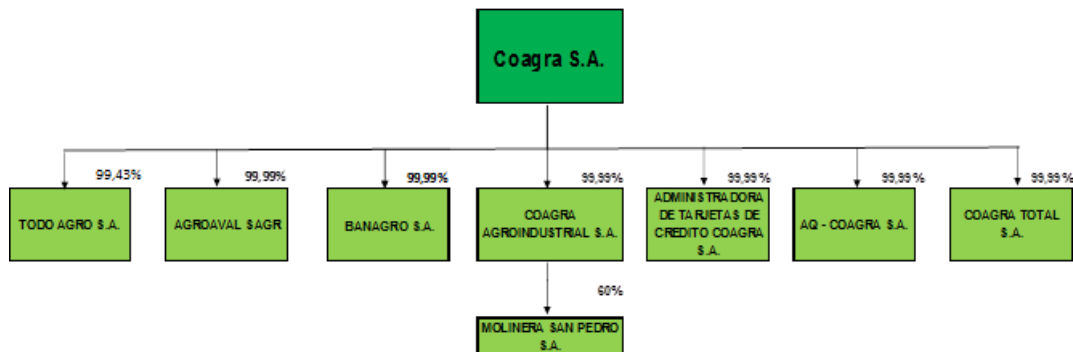 Coagra S.A.
99,43%
99,99%
99,99%
99,99%
99,99%
99,99%
99,99%
TODO AGRO S.A.
AGROAVAL SAGR
BANAGRO S.A.
COAGRA
AGROINDUSTRIAL S.A.
ADMINISTRADORA
DE TARJETAS DE
CREDITO COAGRA
S.A.
AQ - COAGRA S.A.
COAGRA TOTAL
S.A.
60%
MOLINERA SAN PEDRO
S.A.